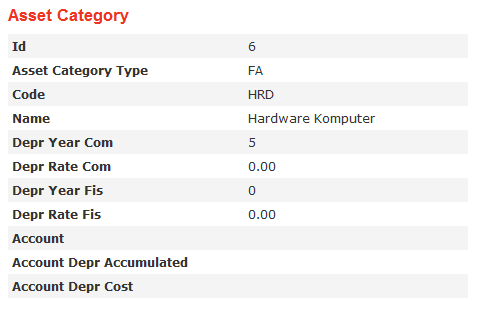 Asset Category
Id 6
Asset Category Type FA
Code HRD
Name Hardware Komputer
Depr Year Com 5
Depr Rate Com 0.00
Depr Year Fis 0
Depr Rate Fis 0.00
Account
Account Depr Accumulated
Account Depr Cost